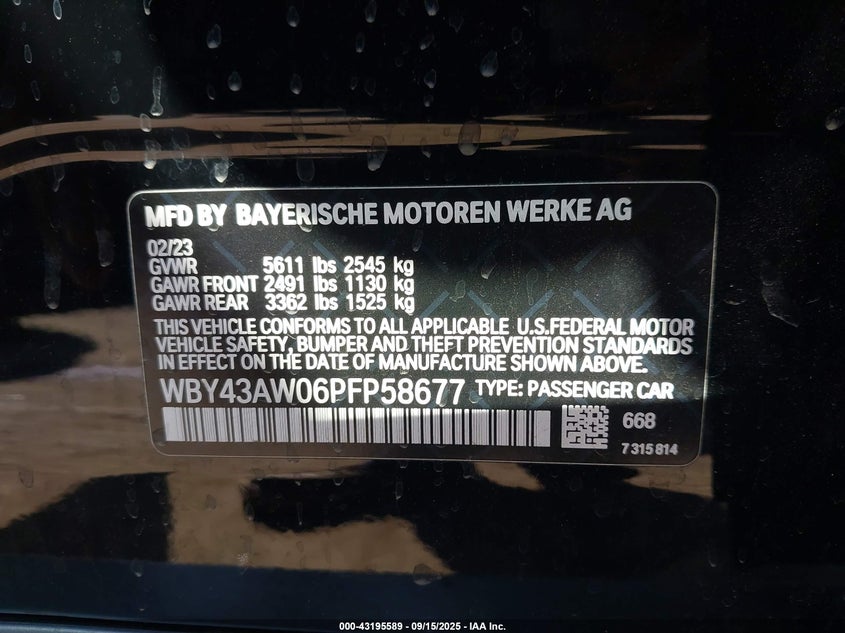 MFD BY BAYERISCHE MOTOREN WERKE AG
02/23
GVWR 5611 lbs 2545 kg
GAWR FRONT 2491 lbs 1130 kg
GAWR REAR 3362 lbs 1525 kg
THIS VEHICLE CONFORMS TO ALL APPLICABLE U.S.FEDERAL MOTOR
VEHICLE SAFETY, BUMPER AND THEFT PREVENTION STANDARDS
IN EFFECT ON THE DATE OF MANUFACTURE SHOWN ABOVE.
WBY43AW06PFP58677 TYPE: PASSENGER CAR
668
7315814
000-43195589 - 09/15/2025 - IAA Inc.